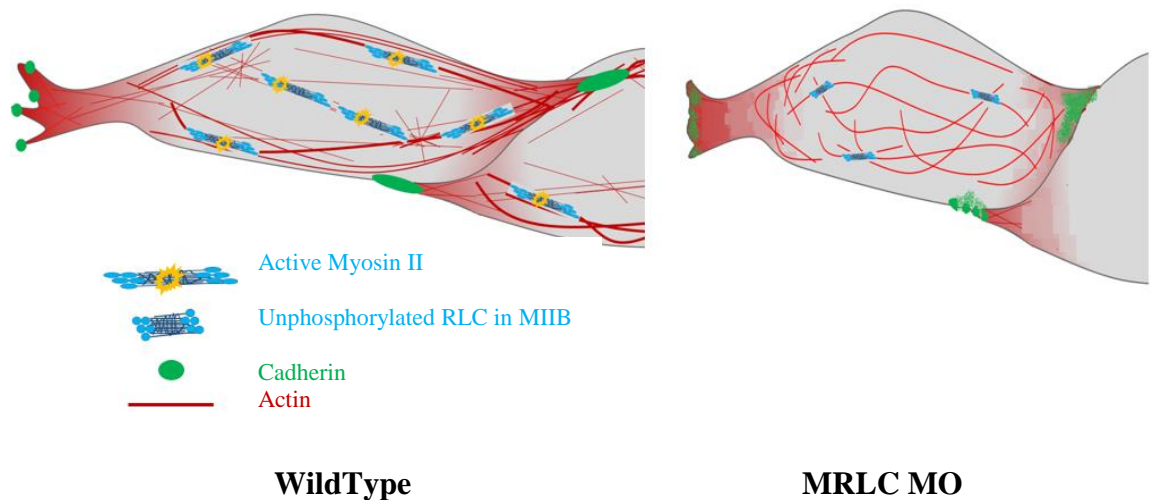 Active Myosin II
Unphosphorylated RLC in MIIB
Cadherin
Actin
WildType
MRLC MO